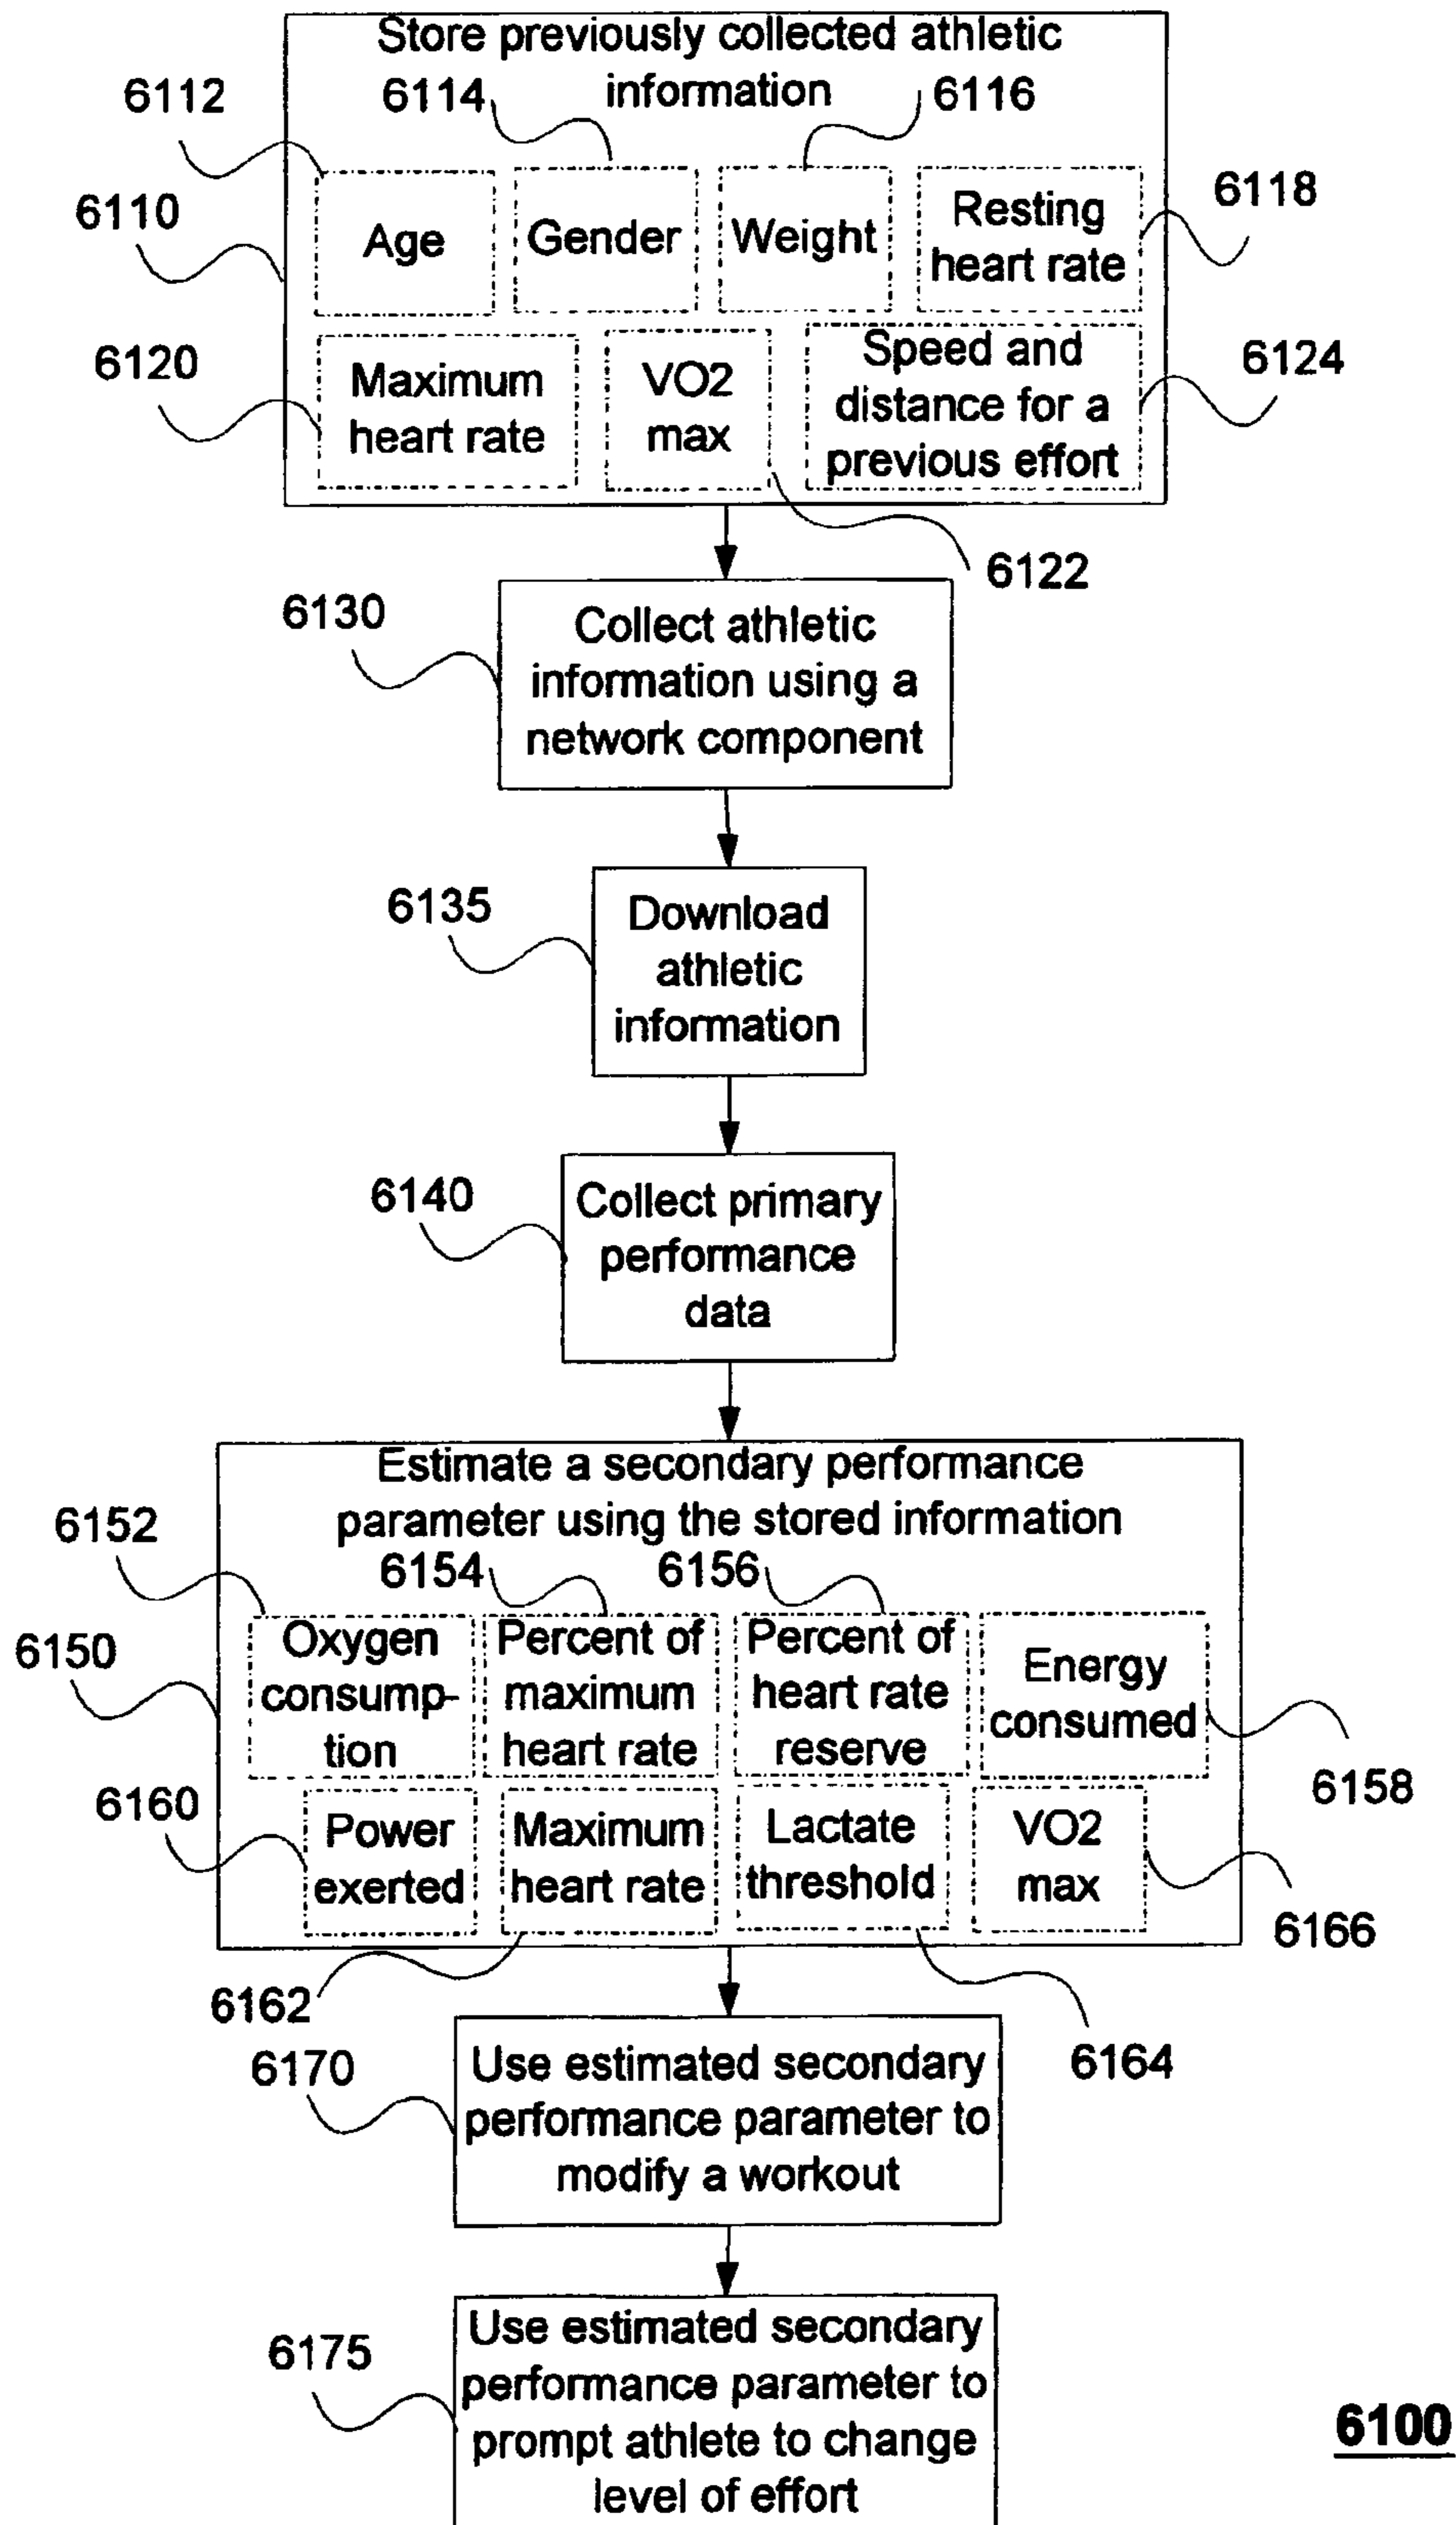 Store previously collected athletic
information
6112
6114
6116
6110
Age
Gender
Weight
Resting
heart rate
6118
6120
Maximum
heart rate
VO2
max
Speed and
distance for a
previous effort
6124
6122
6130
Collect athletic
information using a
network component
6135
Download
athletic
information
6140
Collect primary
performance
data
Estimate a secondary performance
parameter using the stored information
6152
6154
6156
6150
Oxygen
consump-
tion
Percent of
maximum
heart rate
Percent of
heart rate
reserve
Energy
consumed
6158
6160
Power
exerted
Maximum
heart rate
Lactate
threshold
VO2
max
6166
6162
6164
6170
Use estimated secondary
performance parameter to
modify a workout
6175
Use estimated secondary
performance parameter to
prompt athlete to change
level of effort
6100